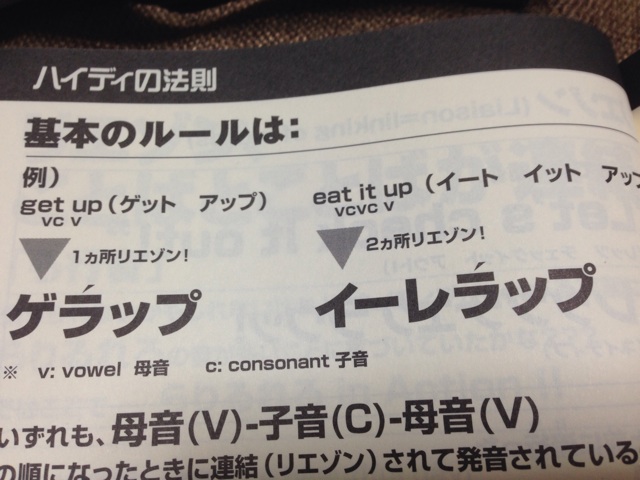 ハイディの法則
基本のルールは:
例)
get up (ゲット アップ)
VC V
1ヵ所リエゾン!
ゲラップ
eat it up (イート イット アップ
VCVC V
2ヵ所リエゾン!
イーレラップ
※ v: vowel 母音 c: consonant 子音
いずれも、母音(V)-子音(C)-母音(V)
の順になったときに連結(リエゾン)されて発音されている